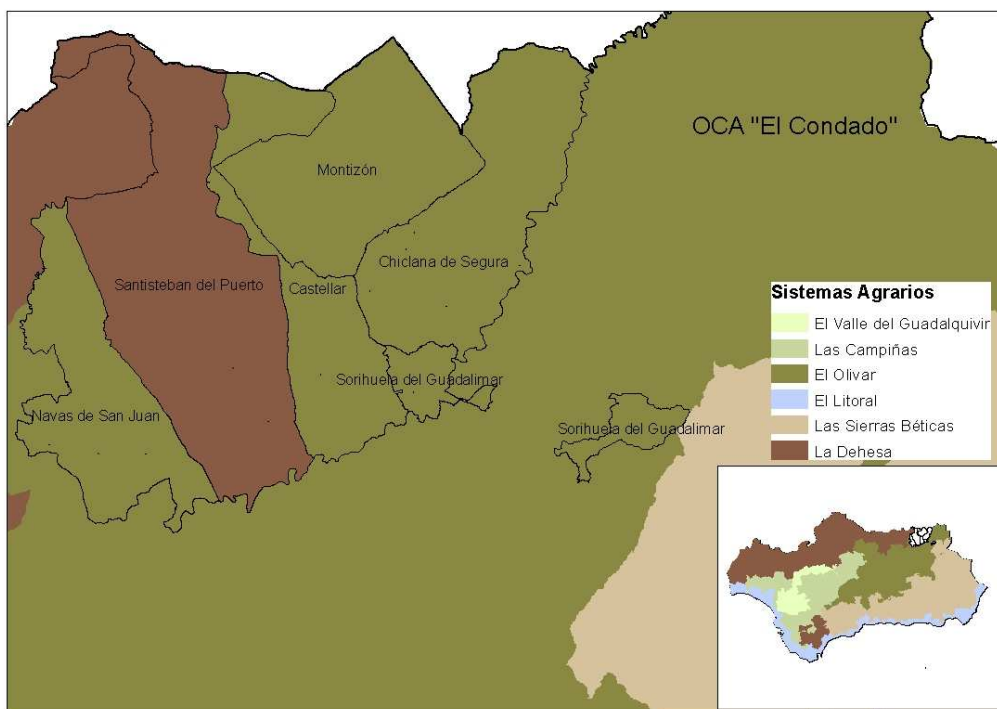 OCA "El Condado"
Montizón
Chiclana de Segura
Santisteban del Puerto
Castellar
Sorihuela del Guadalimar
Navas de San Juan
Sorihuela del Guadalimar
Sistemas Agrarios
El Valle del Guadalquivir
Las Campiñas
El Olivar
El Litoral
Las Sierras Béticas
La Dehesa